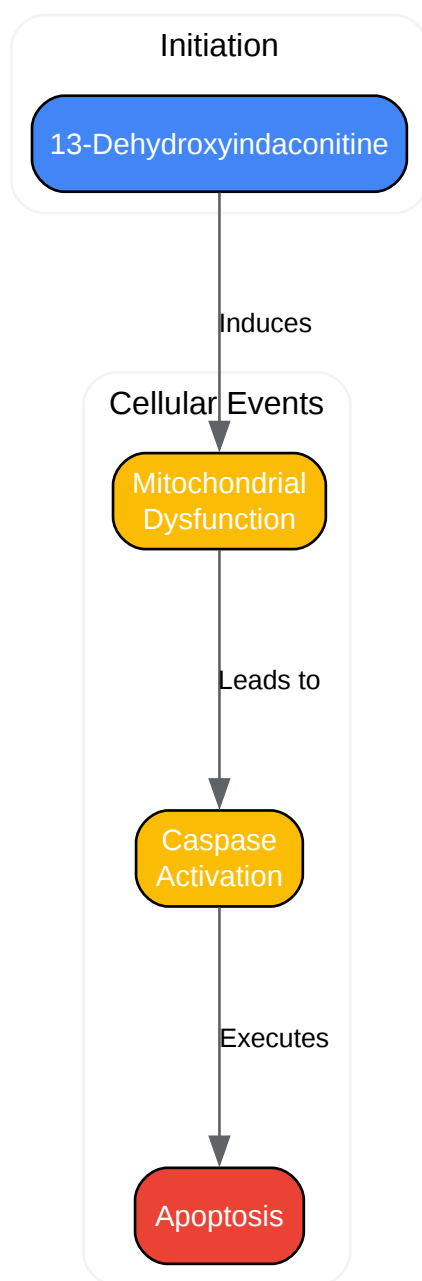 Initiation
13-Dehydroxyindaconitine
Induces
Cellular Events
Mitochondrial
Dysfunction
Leads to
Caspase
Activation
Executes
Apoptosis